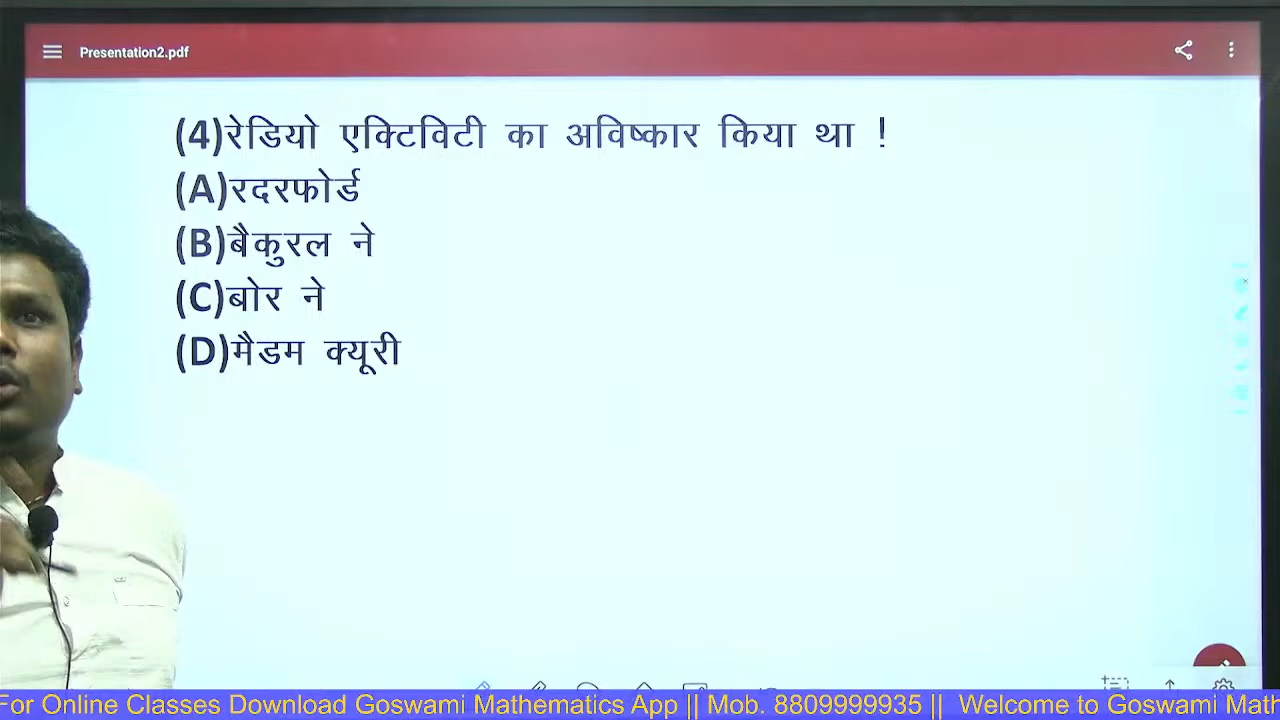 Presentation2.pdf
(4)रेडियो एक्टिविटी का अविष्कार किया था !
(A)रदरफोर्ड
(B)बैकुरल ने
(C)बोर ने
(D)मैडम क्यूरी
For Online Classes Download Goswami Mathematics App || Mob. 8809999935 || Welcome to Goswami Math